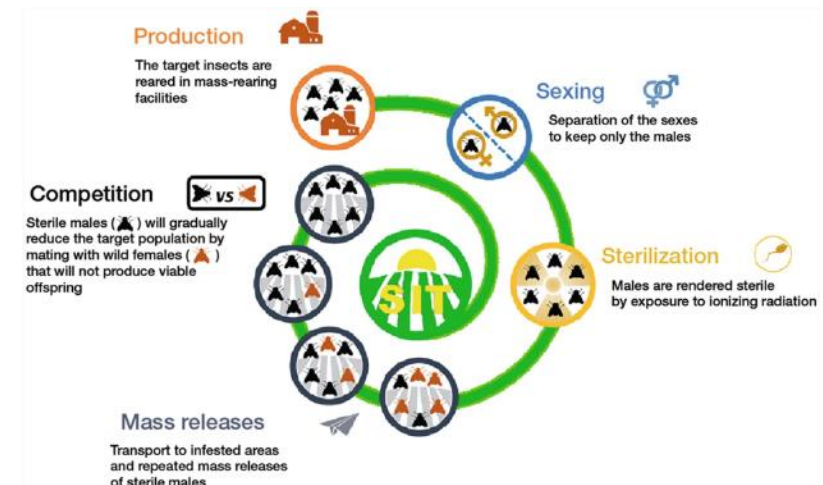 Production
The target insects are
reared in mass-rearing
facilities
Sexing
Separation of the sexes
to keep only the males
Sterilization
Males are rendered sterile
by exposure to ionizing radiation
Mass releases
Transport to infested areas
and repeated mass releases
of sterile males
Competition
vs
Sterile males ( ) will gradually
reduce the target population by
mating with wild females ( )
that will not produce viable
offspring
SIT